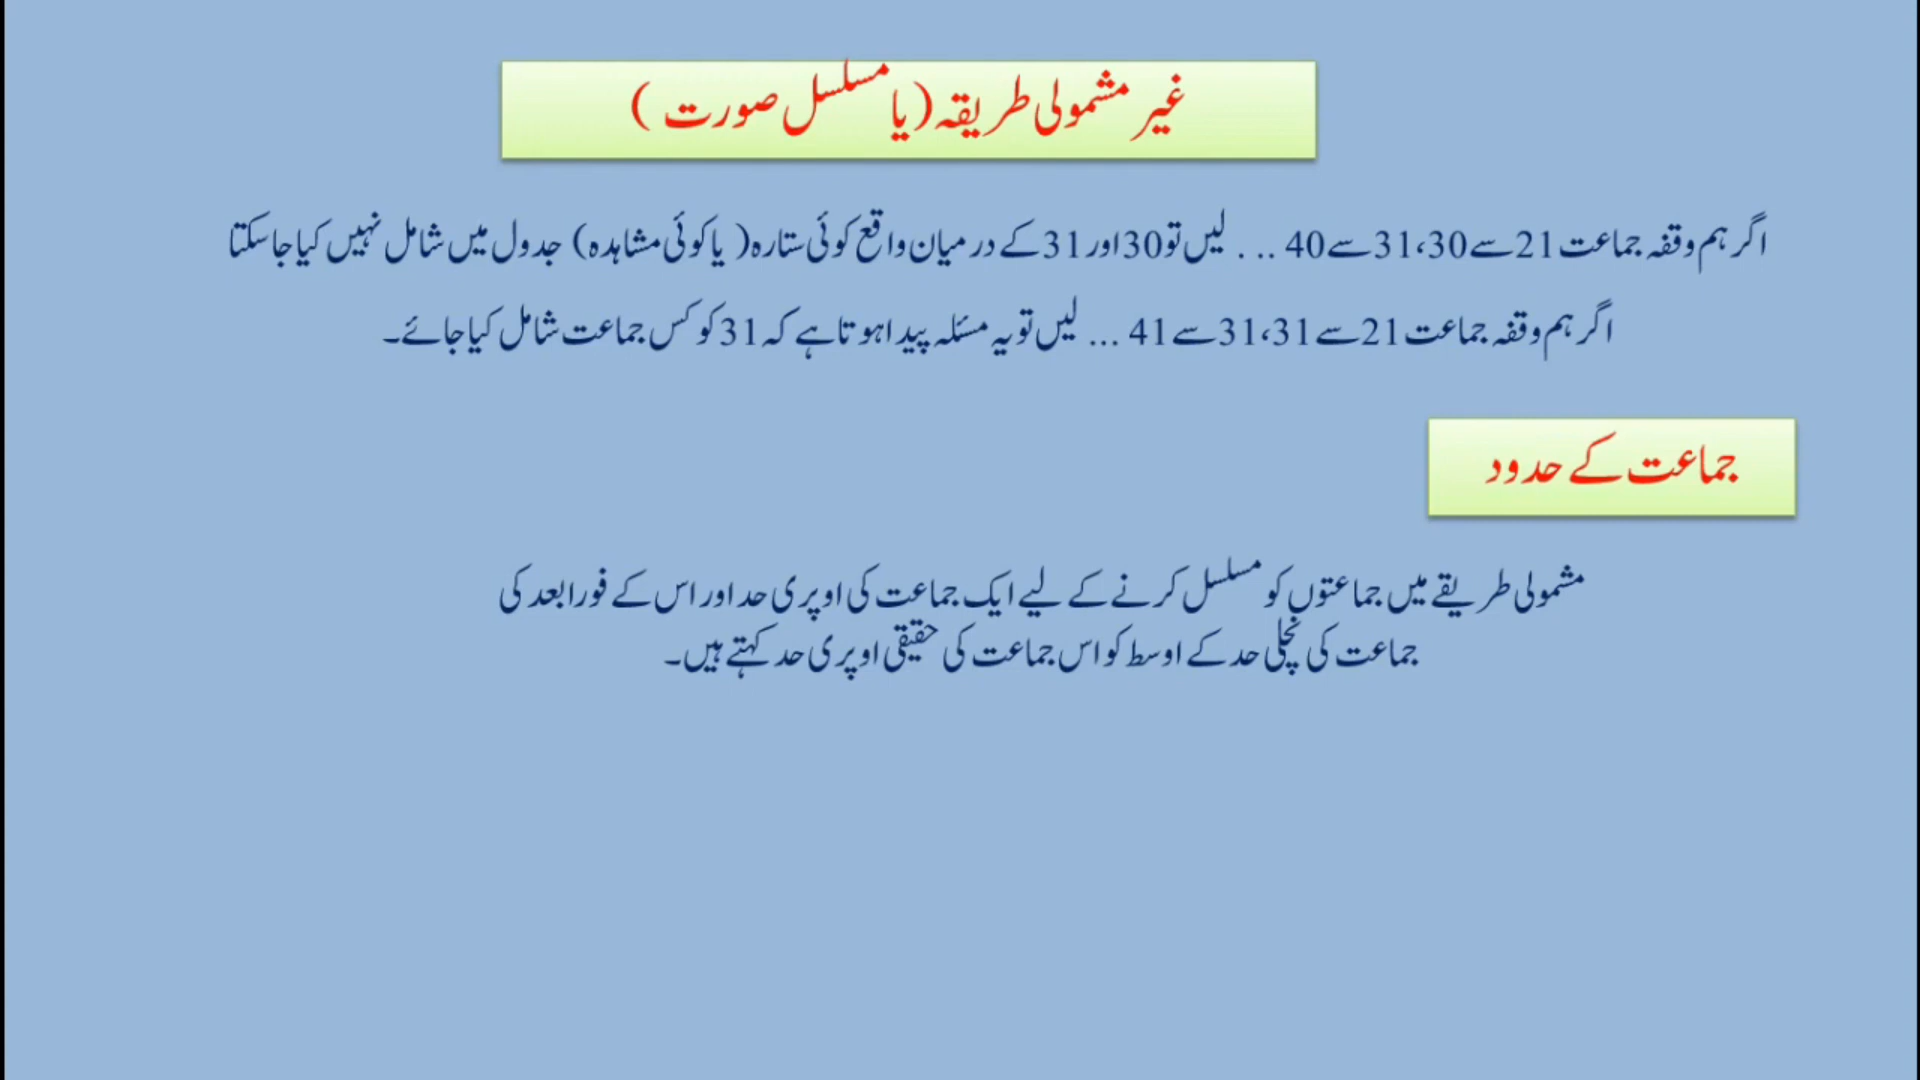 غیر مشمولی طریقہ (یا مسلسل صورت )
اگر ہم وقفہ جماعت 21 سے 30، 31 سے 40 . .. لیں تو 30 اور 31 کے درمیان واقع کوئی ستارہ ( یا کوئی مشاہدہ) جدول میں شامل نہیں کیا جا سکتا
اگر ہم وقفہ جماعت 21 سے 31، 31 سے 41 ... لیں تو یہ مسئلہ پیدا ہوتا ہے کہ 31 کو کس جماعت شامل کیا جائے۔
جماعت کے حدود
مشمولی طریقے میں جماعتوں کو مسلسل کرنے کے لیے ایک جماعت کی اوپری حد اور اس کے فورا بعد کی
جماعت کی نچلی حد کے اوسط کو اس جماعت کی حقیقی اوپری حد کہتے ہیں۔